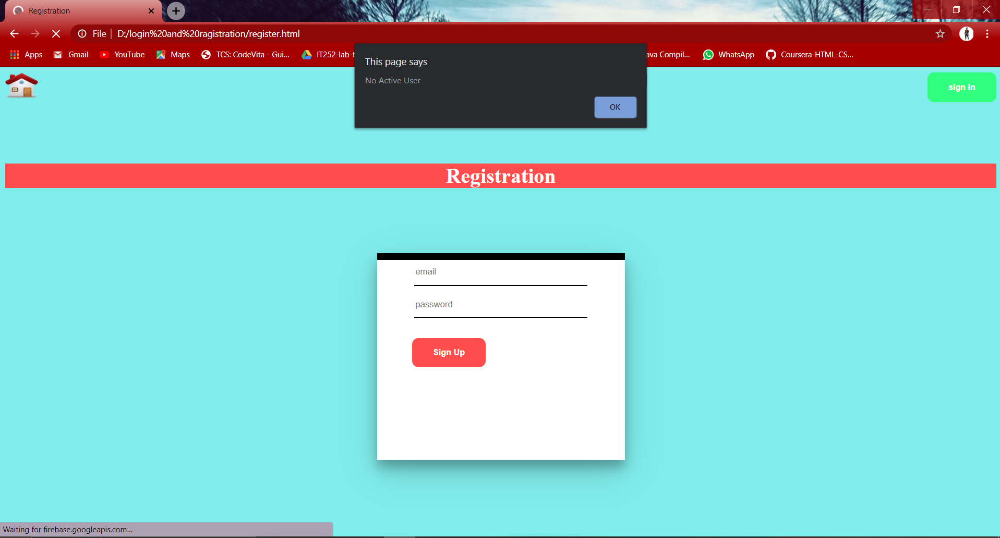 Registration
File
D:/login%20and%20ragistration/register.html
Apps
Gmail
YouTube
Maps
TCS: CodeVita - Gui...
IT252-lab-t
ava Compil...
WhatsApp
Coursera-HTML-CS...
This page says
No Active User
OK
sign in
Registration
email
password
Sign Up
Waiting for firebase.googleapis.com...